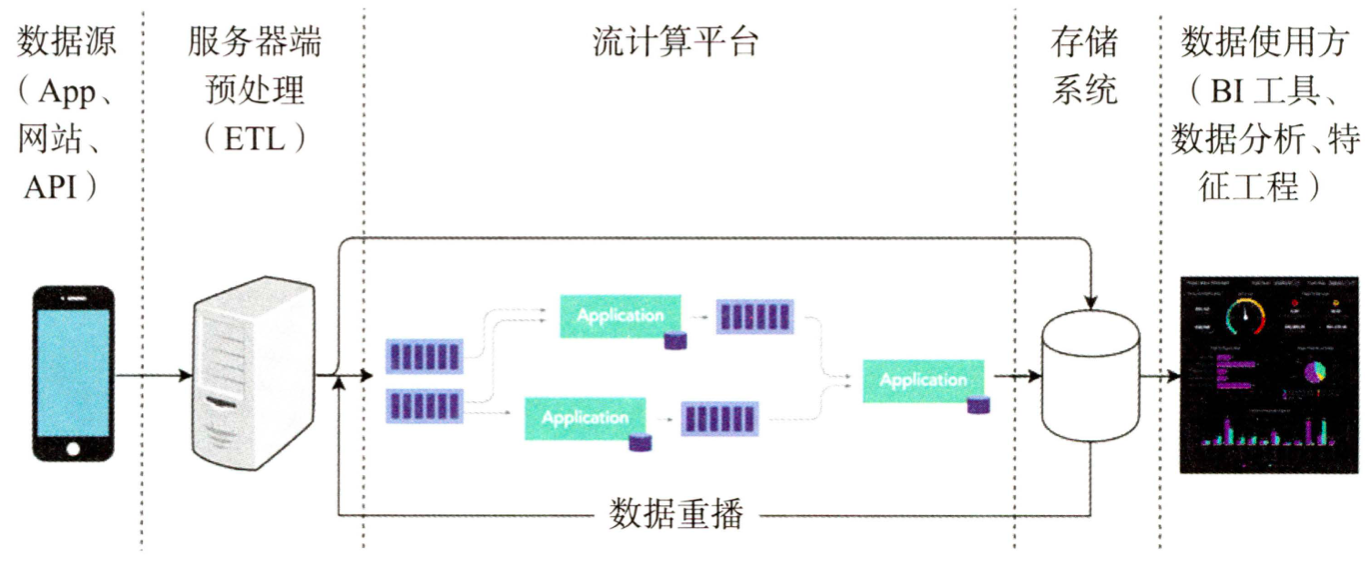 数据源
（App、
网站、
API）
服务器端
预处理
（ETL）
流计算平台
存储
系统
数据使用方
（BI 工具、
数据分析、特
征工程）
Application
Application
Application
数据重播